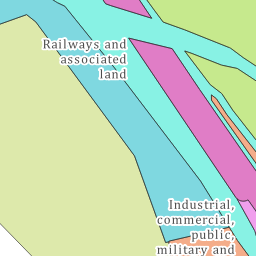 Railways and
associated
land
Industrial,
commercial,
public,
military and